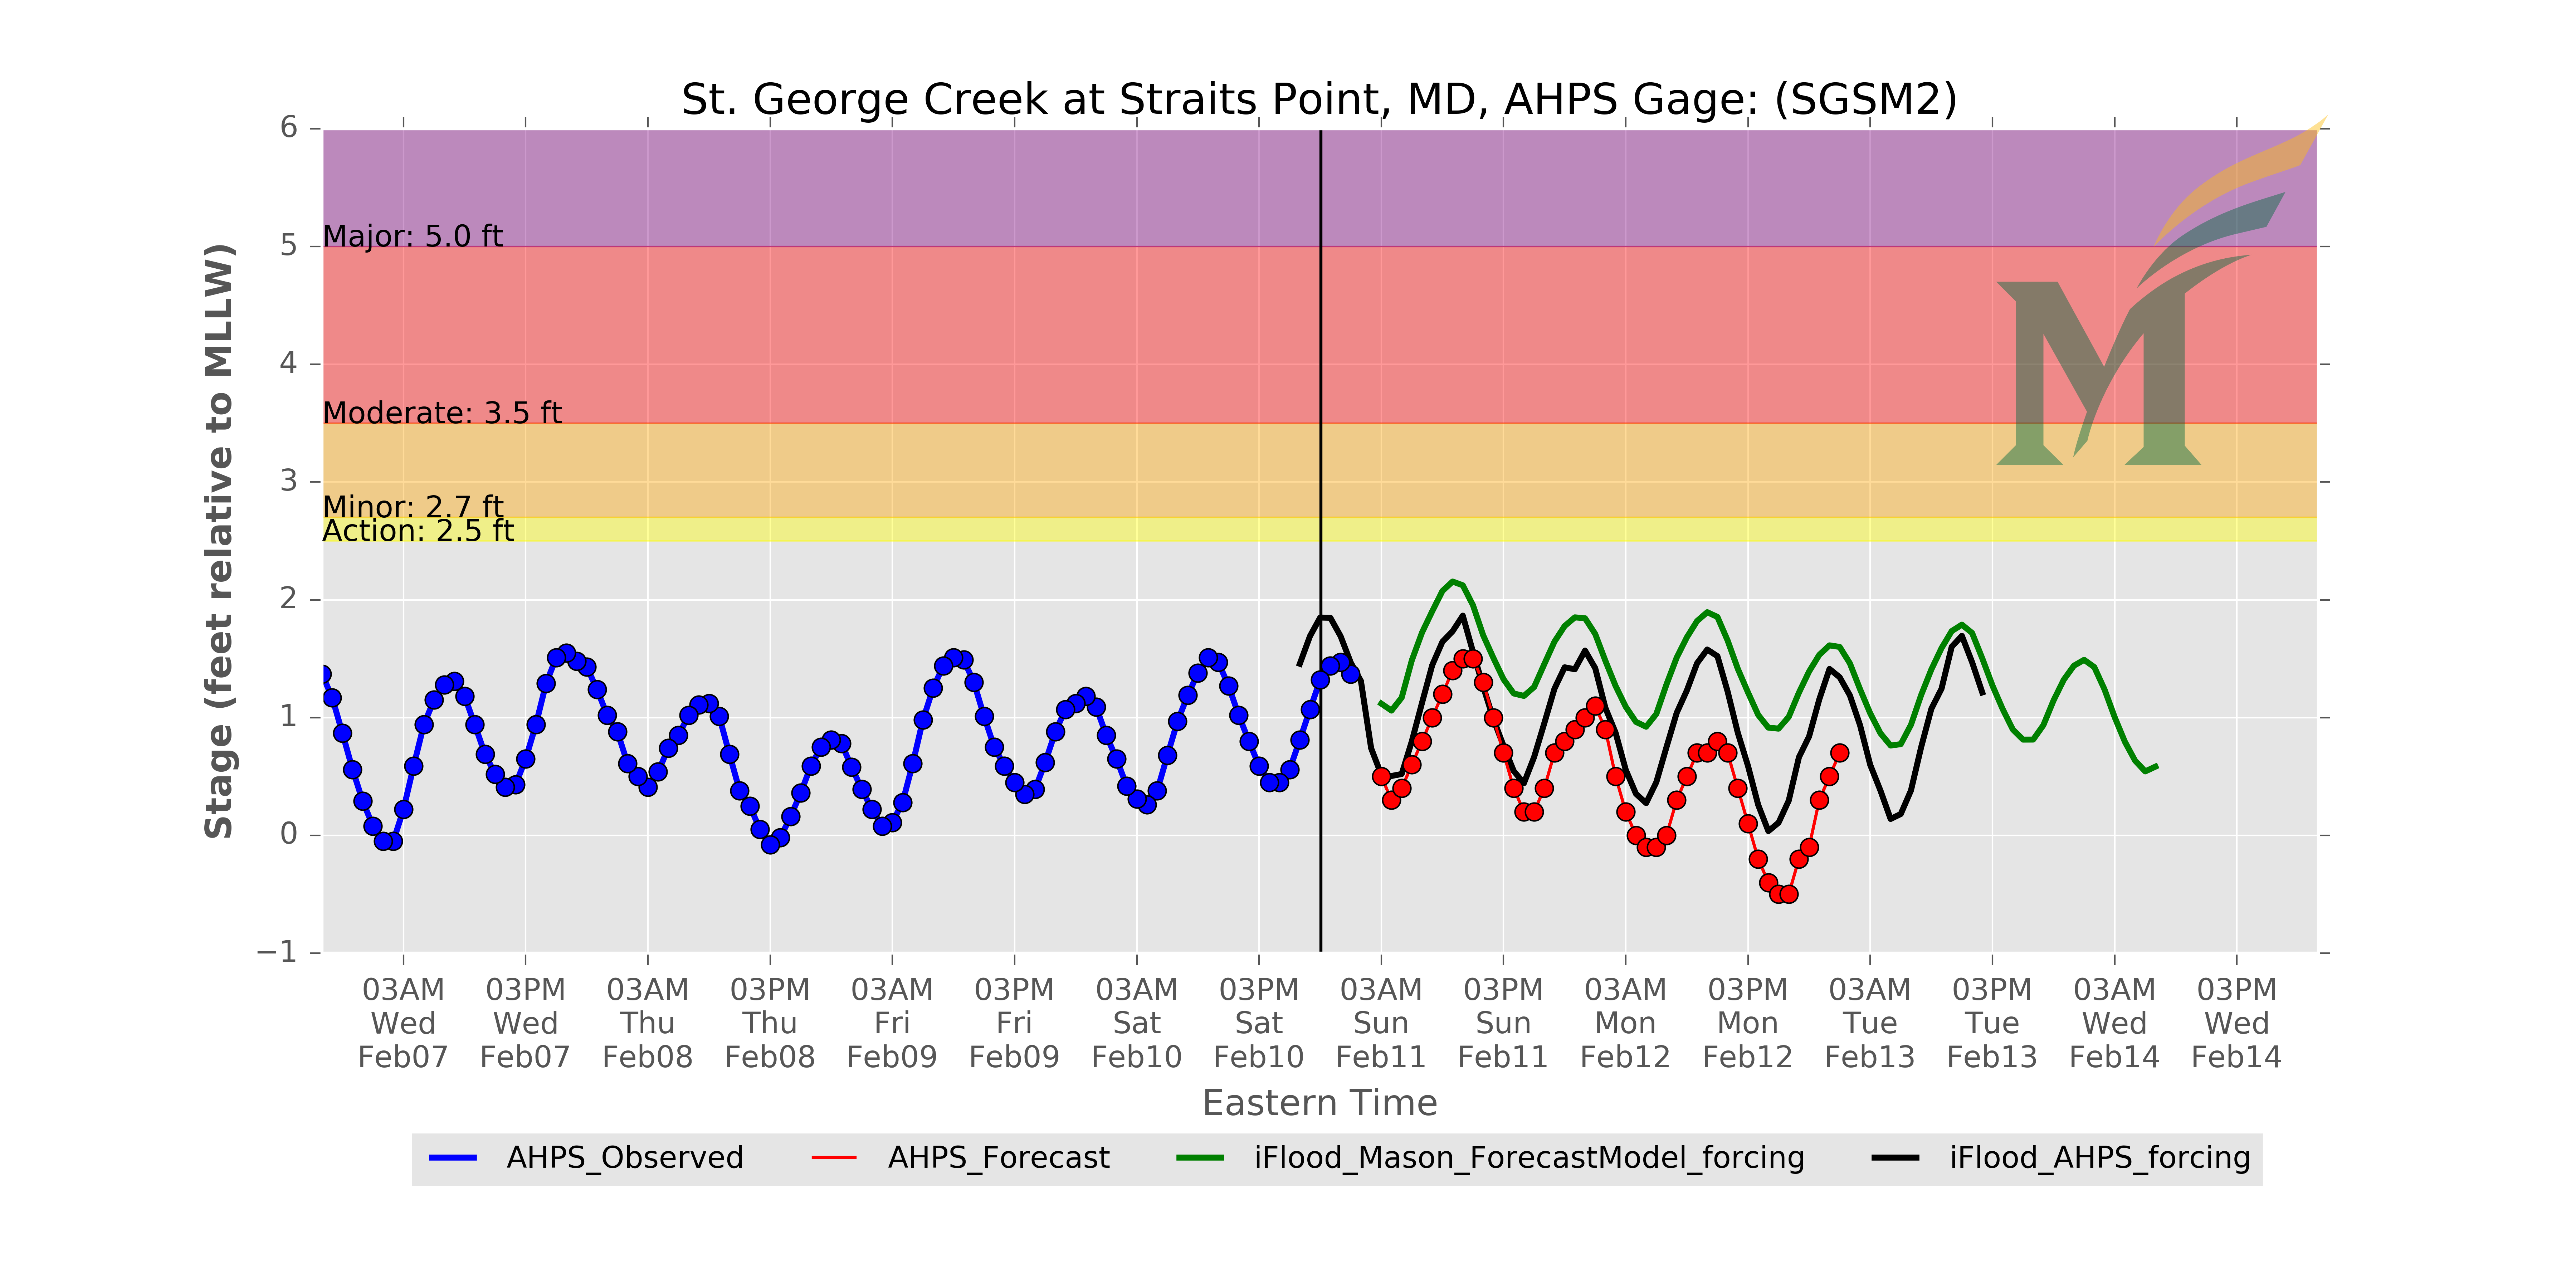 St. George Creek at Straits Point, MD, AHPS Gage: (SGSM2)
Stage (feet relative to MLLW)
6
5
4
3
2
1
0
−1
Major: 5.0 ft
Moderate: 3.5 ft
Minor: 2.7 ft
Action: 2.5 ft
M
03AM 03PM 03AM 03PM 03AM 03PM 03AM 03PM 03AM 03PM 03AM 03PM 03AM 03PM 03AM 03PM
Wed Wed Thu Thu Fri Fri Sat Sat Sun Sun Mon Mon Tue Tue Wed Wed
Feb07 Feb07 Feb08 Feb08 Feb09 Feb09 Feb10 Feb10 Feb11 Feb11 Feb12 Feb12 Feb13 Feb13 Feb14 Feb14
Eastern Time
AHPS_Observed AHPS_Forecast iFlood_Mason_ForecastModel_forcing iFlood_AHPS_forcing